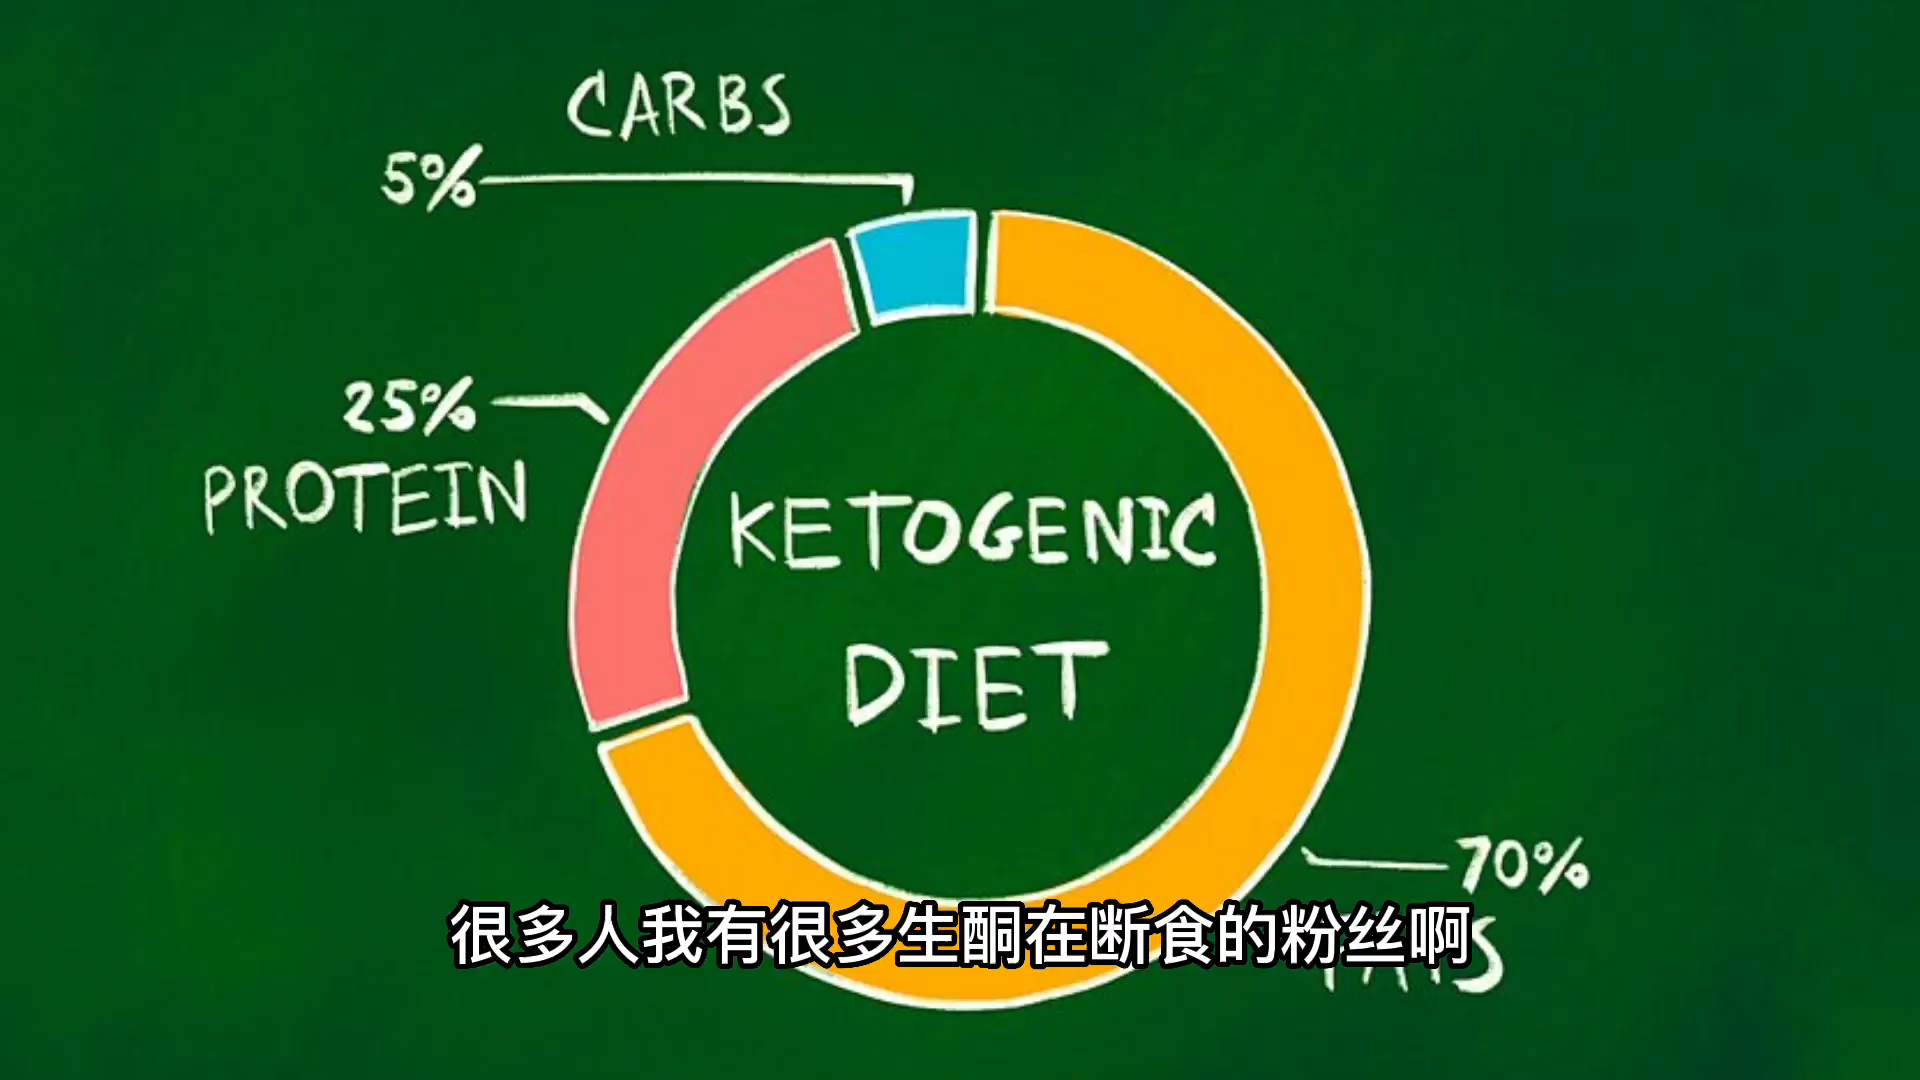 CARBS
5%
25%
PROTEIN
KETOGENIC
DIET
70%
很多人我有很多生酮在断食的粉丝啊